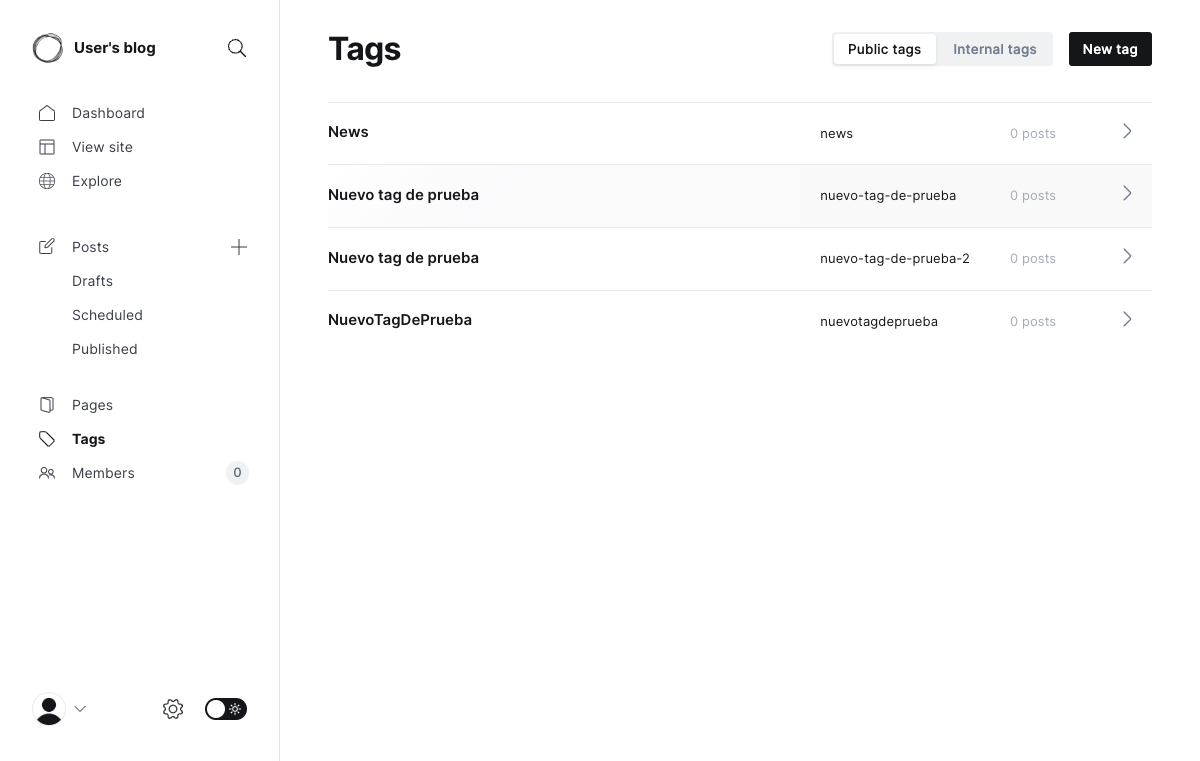 User's blog
Dashboard
View site
Explore
Posts
Drafts
Scheduled
Published
Pages
Tags
Members 0
Tags
Public tags Internal tags New tag
News news 0 posts
Nuevo tag de prueba nuevo-tag-de-prueba 0 posts
Nuevo tag de prueba nuevo-tag-de-prueba-2 0 posts
NuevoTagDePrueba nuevotagdeprueba 0 posts